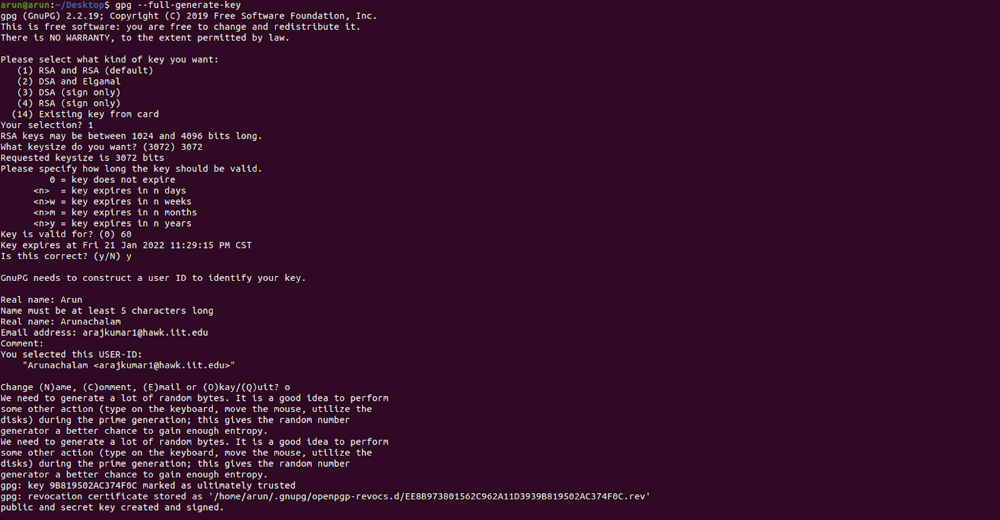 arun@arun:~/Desktop$ gpg --full-generate-key
gpg (GnuPG) 2.2.19; Copyright (C) 2019 Free Software Foundation, Inc.
This is free software: you are free to change and redistribute it.
There is NO WARRANTY, to the extent permitted by law.

Please select what kind of key you want:
   (1) RSA and RSA (default)
   (2) DSA and Elgamal
   (3) DSA (sign only)
   (4) RSA (sign only)
  (14) Existing key from card
Your selection? 1
RSA keys may be between 1024 and 4096 bits long.
What keysize do you want? (3072) 3072
Requested keysize is 3072 bits
Please specify how long the key should be valid.
         0 = key does not expire
      <n>  = key expires in n days
      <n>w = key expires in n weeks
      <n>m = key expires in n months
      <n>y = key expires in n years
Key is valid for? (0) 60
Key expires at Fri 21 Jan 2022 11:29:15 PM CST
Is this correct? (y/N) y

GnuPG needs to construct a user ID to identify your key.

Real name: Arun
Name must be at least 5 characters long
Real name: Arunachalam
Email address: arajkumar1@hawk.iit.edu
Comment:
You selected this USER-ID:
    "Arunachalam <arajkumar1@hawk.iit.edu>"

Change (N)ame, (C)omment, (E)mail or (O)kay/(Q)uit? o
We need to generate a lot of random bytes. It is a good idea to perform
some other action (type on the keyboard, move the mouse, utilize the
disks) during the prime generation; this gives the random number
generator a better chance to gain enough entropy.
We need to generate a lot of random bytes. It is a good idea to perform
some other action (type on the keyboard, move the mouse, utilize the
disks) during the prime generation; this gives the random number
generator a better chance to gain enough entropy.
gpg: key 9B819502AC374F0C marked as ultimately trusted
gpg: revocation certificate stored as '/home/arun/.gnupg/openpgp-revocs.d/EE8B973801562C962A11D3939B819502AC374F0C.rev'
public and secret key created and signed.